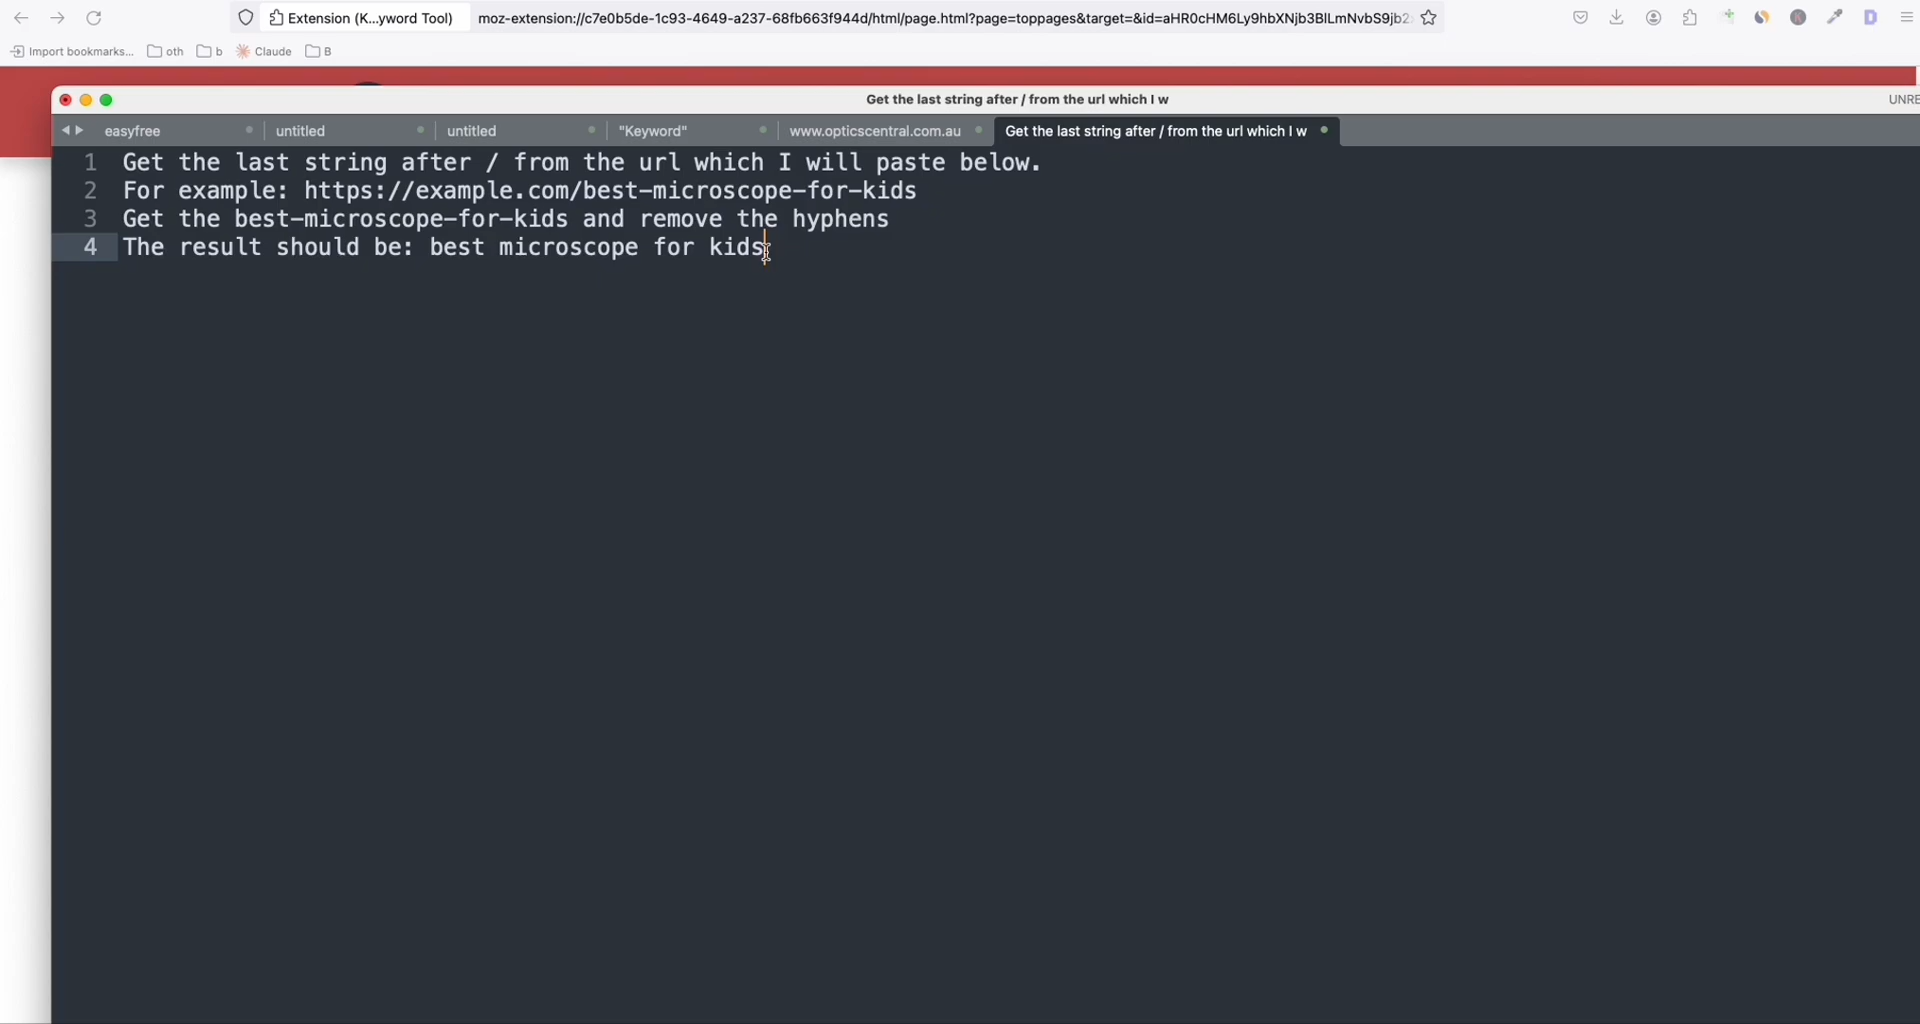 Extension (K...yword Tool) moz-extension://c7e0b5de-1c93-4649-a237-68fb663f944d/html/page.html?page=toppages&target=&id=aHR0cHM6Ly9hbXNjb3BlLmNvbS9jb2
Import bookmarks... oth b Claude B
Get the last string after / from the url which I w UNRE
easyfree untitled untitled "Keyword" www.opticscentral.com.au Get the last string after / from the url which I w
1 Get the last string after / from the url which I will paste below.
2 For example: https://example.com/best-microscope-for-kids
3 Get the best-microscope-for-kids and remove the hyphens
4 The result should be: best microscope for kids